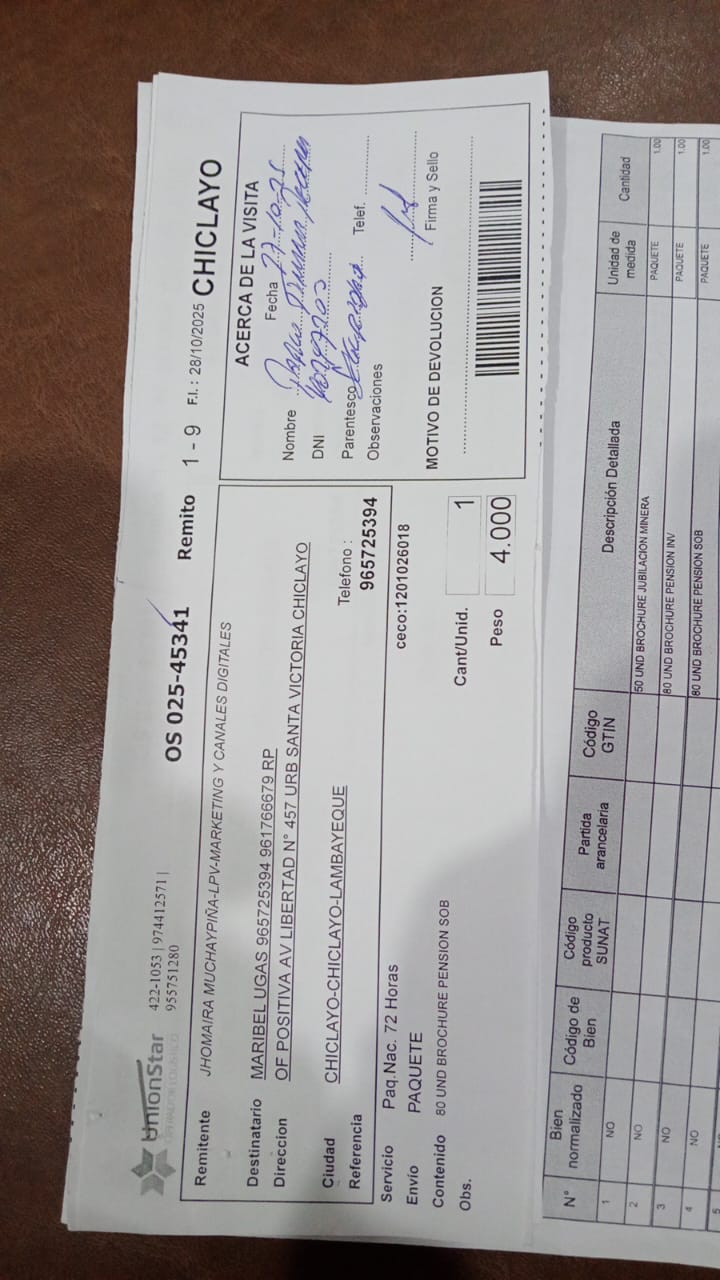 UnionStar
422-1053 | 974412571 |
955751280
OS 025-45341 Remito 1 - 9 F.I.: 28/10/2025 CHICLAYO
Remitente JHOMAIRA MUCHAYPIÑA-LPV-MARKETING Y CANALES DIGITALES
Destinatario MARIBEL UGAS 965725394 961766679 RP
Direccion OF POSITIVA AV LIBERTAD N° 457 URB SANTA VICTORIA CHICLAYO
Ciudad CHICLAYO-CHICLAYO-LAMBAYEQUE Telefono :
Referencia 965725394
Servicio Paq.Nac. 72 Horas ceco:1201026018
Envio PAQUETE
Contenido 80 UND BROCHURE PENSION SOB Cant/Unid. 1
Obs. Peso 4.000
ACERCA DE LA VISITA
Fecha
Nombre
DNI
Parentesco Telef.
Observaciones
Firma y Sello
MOTIVO DE DEVOLUCION
N° Bien normalizado Código de Bien Código producto SUNAT Partida arancelaria Código GTIN Descripción Detallada Unidad de medida Cantidad
1 NO
2 NO 50 UND BROCHURE JUBILACION MINERA PAQUETE 1.00
3 NO 80 UND BROCHURE PENSION INV PAQUETE 1.00
4 NO 80 UND BROCHURE PENSION SOB PAQUETE 1.00
5